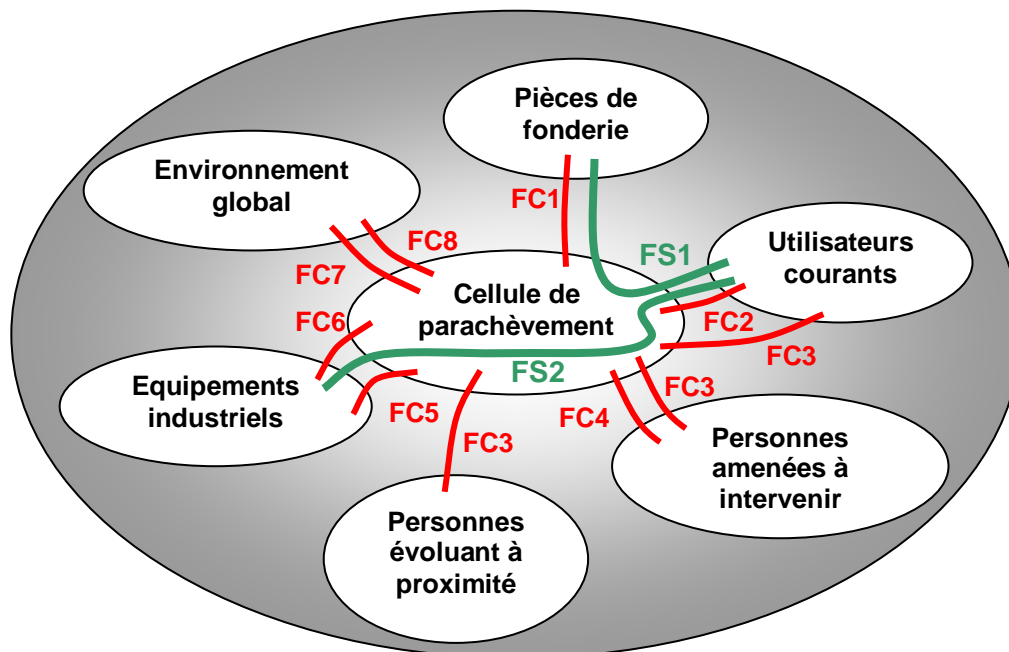 Pièces de
fonderie
Environnement
global
FC1
FC8
FC7
FS1
Utilisateurs
courants
Cellule de
parachèvement
FC2
FC6
FC3
FS2
Equipements
industriels
FC5
FC3
FC4
FC3
Personnes
amenées à
intervenir
Personnes
évoluant à
proximité